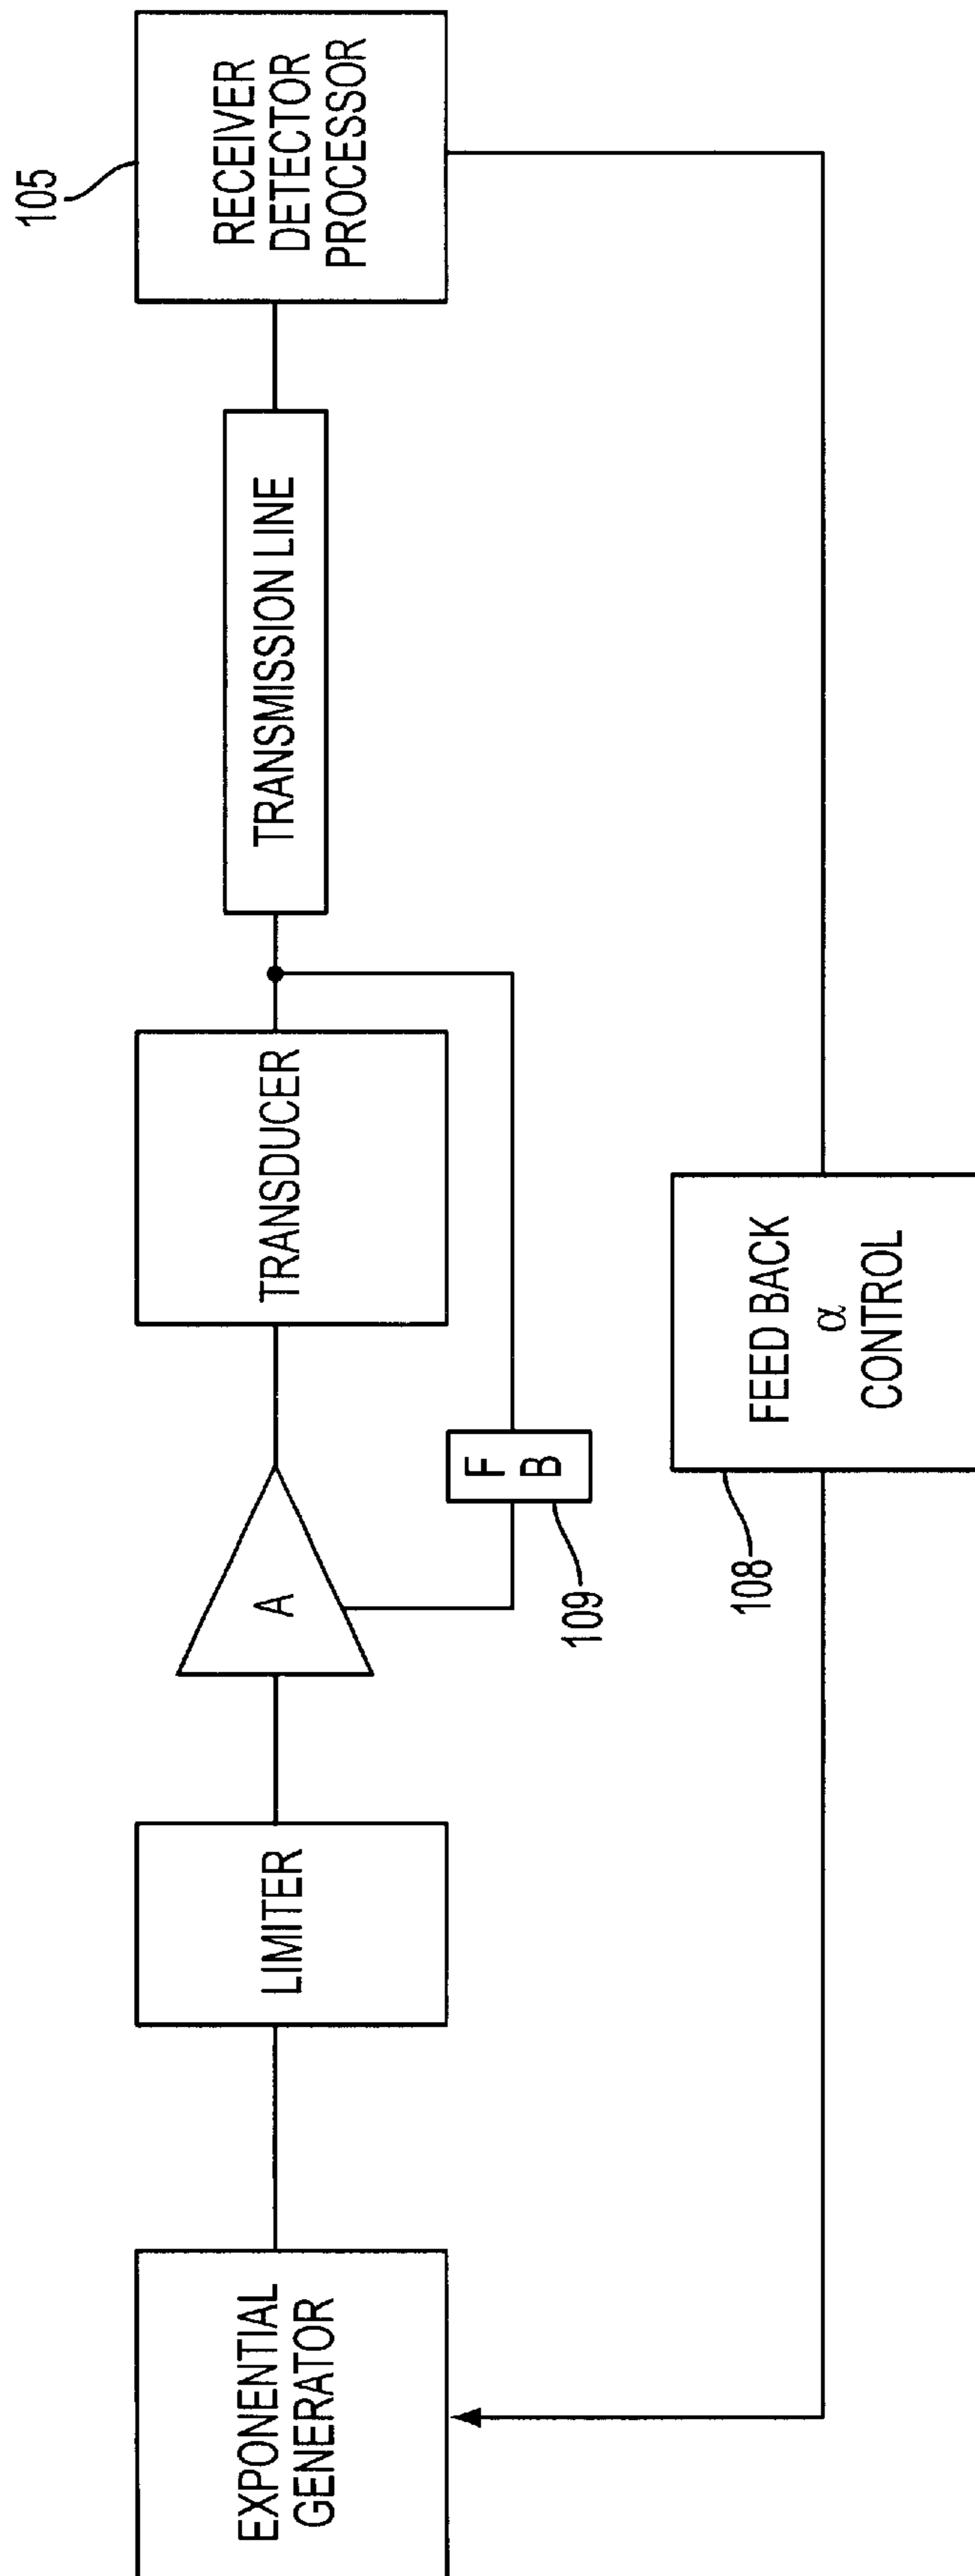 EXPONENTIAL
GENERATOR
LIMITER
A
TRANSDUCER
TRANSMISSION LINE
RECEIVER
DETECTOR
PROCESSOR
105
F
B
109
FEED BACK
α
CONTROL
108